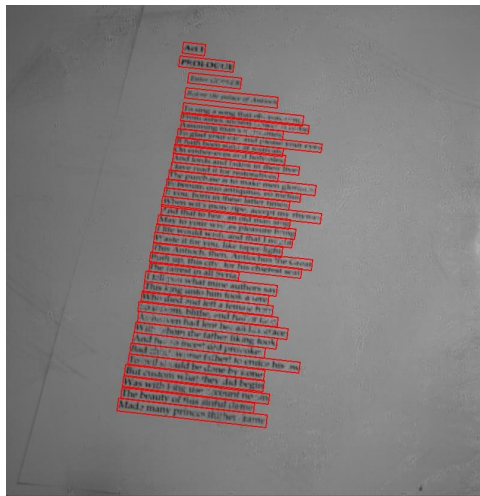 Act I
PROLOGUE
Enter GOWER
Before the palace of Antioch
To sing a song that old was sung,
From ashes ancient Gower is come
Assuming man's infirmities
To glad your ear, and please your eyes
It hath been sung at festivals
On ember-eves and holy-ales
And lords and ladies in their lives
Have read it for restoratives
The purchase is to make men glorious
Et bonum quo antiquius, eo melius
If you, born in these latter times
When wit's more ripe, accept my rhymes
And that to hear an old man sing
May to your wishes pleasure bring
I life would wish, and that I might
Waste it for you, like taper-light
This Antioch, then, Antiochus the Great
Built up, this city, for his chiefest seat
The fairest in all Syria
I tell you what mine authors say
This king unto him took a fere
Who died and left a female heir
So buxom, blithe, and full of face
As heaven had lent her all his grace
With whom the father liking took
And her to incest did provoke
Bad child; worse father! to entice his own
To evil should be done by none
But custom what they did begin
Was with long use account no sin
The beauty of this sinful dame
Made many princes thither frame